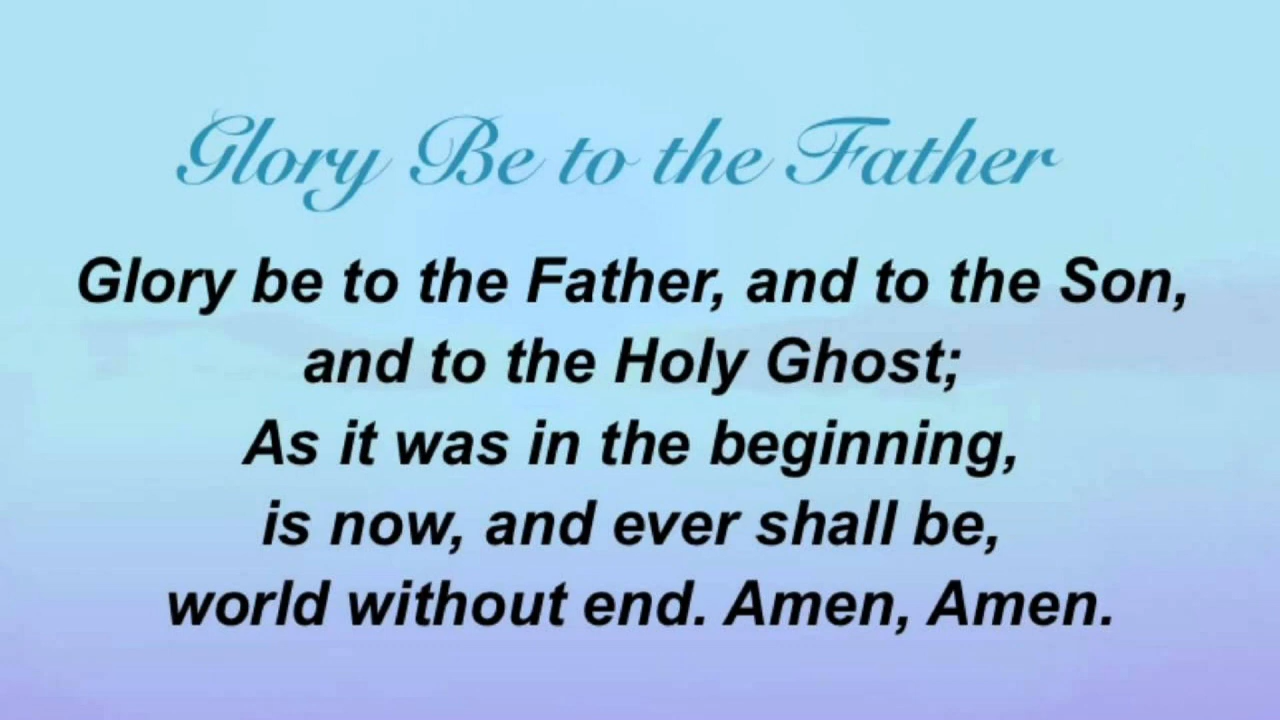 Glory Be to the Father
Glory be to the Father, and to the Son,
and to the Holy Ghost;
As it was in the beginning,
is now, and ever shall be,
world without end. Amen, Amen.